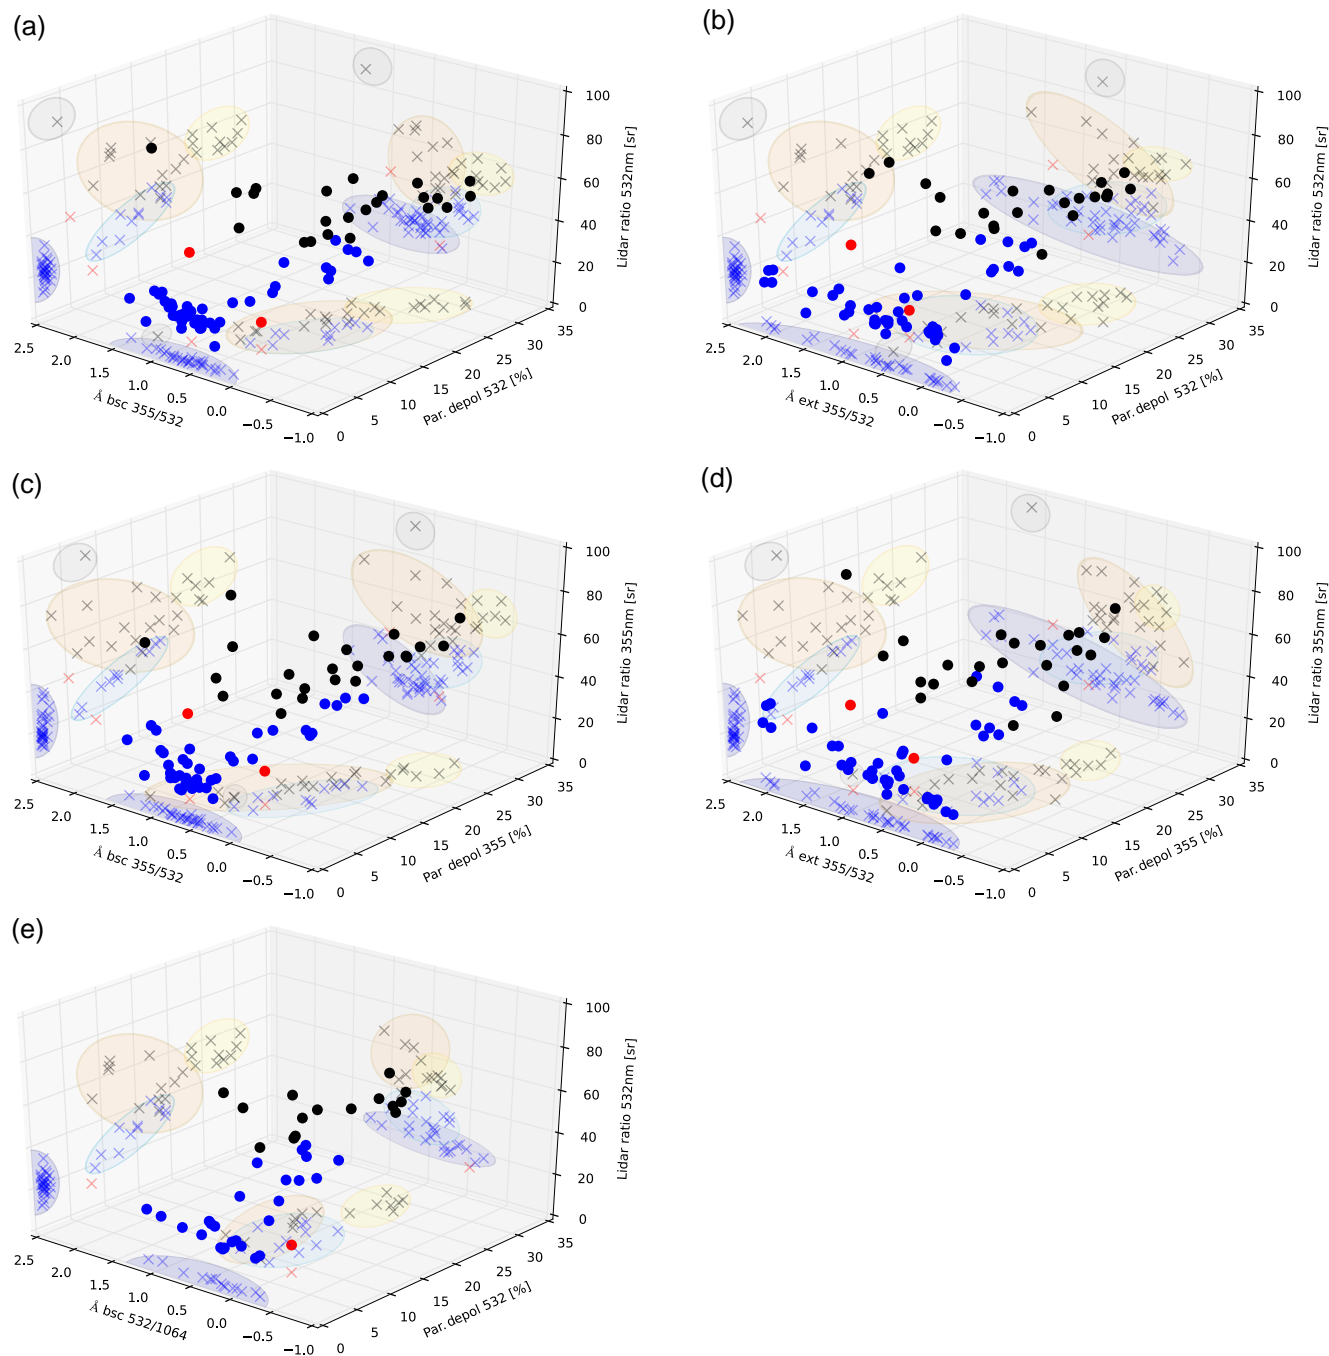 (a)
100
80
60
40
20
0
Lidar ratio 532nm [sr]
2.5 2.0 1.5 1.0 0.5 0.0 −0.5 −1.0
Å bsc 355/532
0 5 10 15 20 25 30 35
Par. depol 532 [%]
(b)
100
80
60
40
20
0
Lidar ratio 532nm [sr]
2.5 2.0 1.5 1.0 0.5 0.0 −0.5 −1.0
Å ext 355/532
0 5 10 15 20 25 30 35
Par. depol 532 [%]
(c)
100
80
60
40
20
0
Lidar ratio 355nm [sr]
2.5 2.0 1.5 1.0 0.5 0.0 −0.5 −1.0
Å bsc 355/532
0 5 10 15 20 25 30 35
Par depol 355 [%]
(d)
100
80
60
40
20
0
Lidar ratio 355nm [sr]
2.5 2.0 1.5 1.0 0.5 0.0 −0.5 −1.0
Å ext 355/532
0 5 10 15 20 25 30 35
Par depol 355 [%]
(e)
100
80
60
40
20
0
Lidar ratio 532nm [sr]
2.5 2.0 1.5 1.0 0.5 0.0 −0.5 −1.0
Å bsc 532/1064
0 5 10 15 20 25 30 35
Par. depol 532 [%]